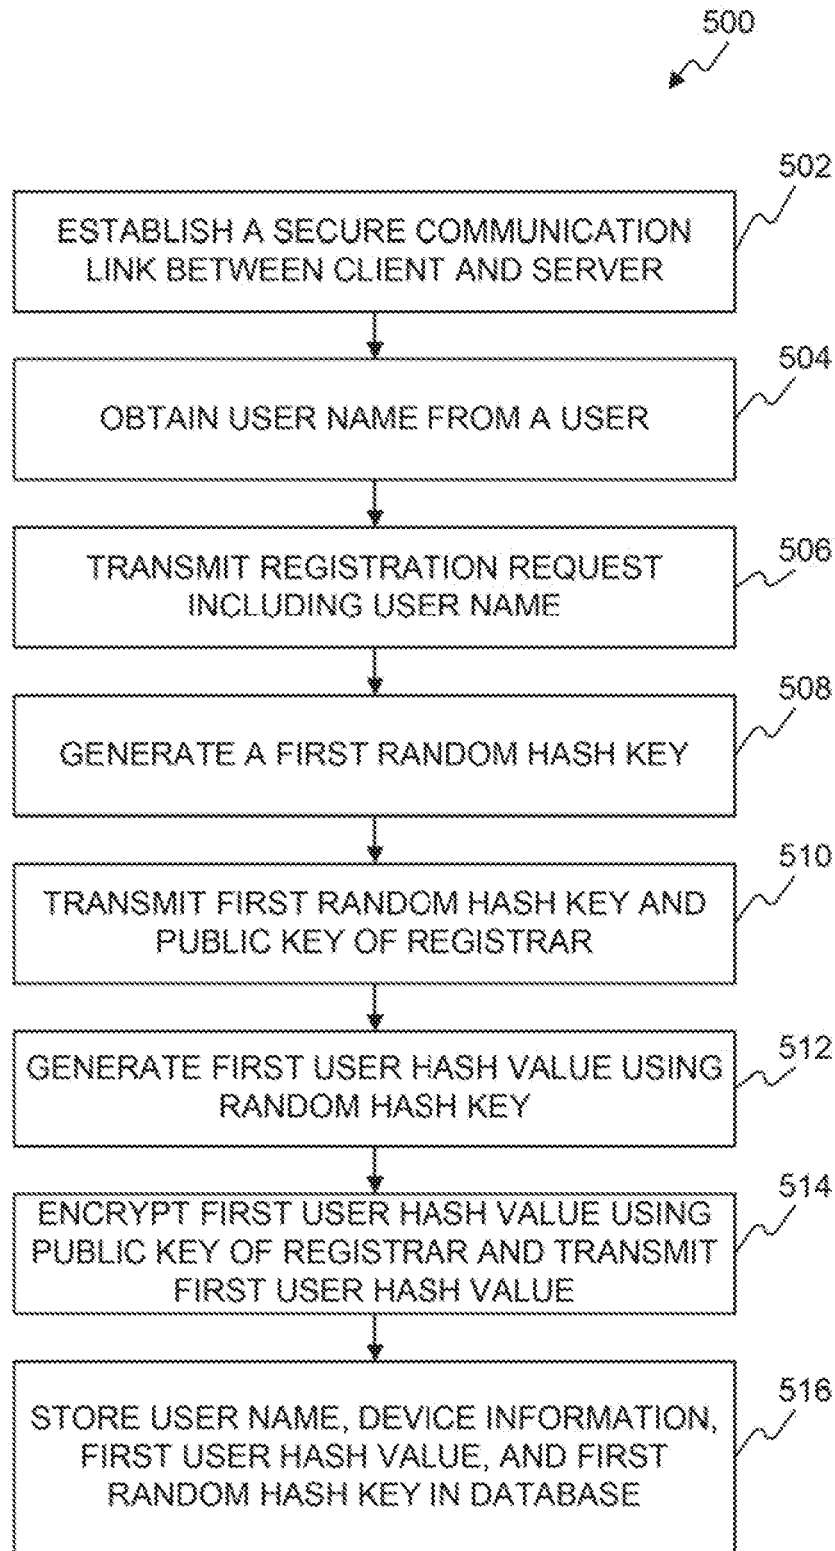 500
502
ESTABLISH A SECURE COMMUNICATION
LINK BETWEEN CLIENT AND SERVER
504
OBTAIN USER NAME FROM A USER
506
TRANSMIT REGISTRATION REQUEST
INCLUDING USER NAME
508
GENERATE A FIRST RANDOM HASH KEY
510
TRANSMIT FIRST RANDOM HASH KEY AND
PUBLIC KEY OF REGISTRAR
512
GENERATE FIRST USER HASH VALUE USING
RANDOM HASH KEY
514
ENCRYPT FIRST USER HASH VALUE USING
PUBLIC KEY OF REGISTRAR AND TRANSMIT
FIRST USER HASH VALUE
516
STORE USER NAME, DEVICE INFORMATION,
FIRST USER HASH VALUE, AND FIRST
RANDOM HASH KEY IN DATABASE